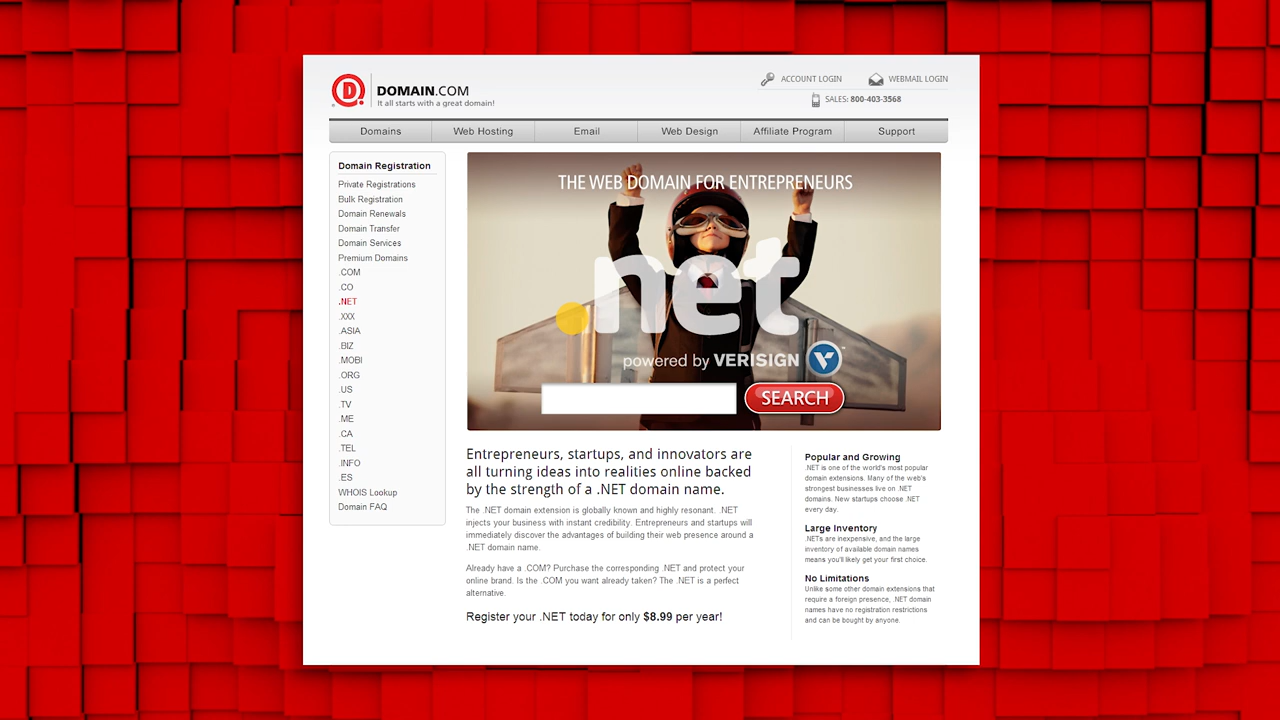 DOMAIN.COM
It all starts with a great domain!
ACCOUNT LOGIN
WEBMAIL LOGIN
SALES: 800-403-3568
Domains
Web Hosting
Email
Web Design
Affiliate Program
Support
Domain Registration
Private Registrations
Bulk Registration
Domain Renewals
Domain Transfer
Domain Services
Premium Domains
.COM
.CO
.NET
.XXX
.ASIA
.BIZ
.MOBI
.ORG
.US
.TV
.ME
.CA
.TEL
.INFO
.ES
WHOIS Lookup
Domain FAQ
THE WEB DOMAIN FOR ENTREPRENEURS
.net
powered by VERISIGN
SEARCH
Entrepreneurs, startups, and innovators are
all turning ideas into realities online backed
by the strength of a .NET domain name.
The .NET domain extension is globally known and highly resonant. .NET
injects your business with instant credibility. Entrepreneurs and startups will
immediately discover the advantages of building their web presence around a
.NET domain name.
Already have a .COM? Purchase the corresponding .NET and protect your
online brand. Is the .COM you want already taken? The .NET is a perfect
alternative.
Register your .NET today for only $8.99 per year!
Popular and Growing
.NET is one of the world's most popular
domain extensions. Many of the web's
strongest businesses live on .NET
domains. New startups choose .NET
every day.
Large Inventory
.NETs are inexpensive, and the large
inventory of available domain names
means you'll likely get your first choice.
No Limitations
Unlike some other domain extensions that
require a foreign presence, .NET domain
names have no registration restrictions
and can be bought by anyone.